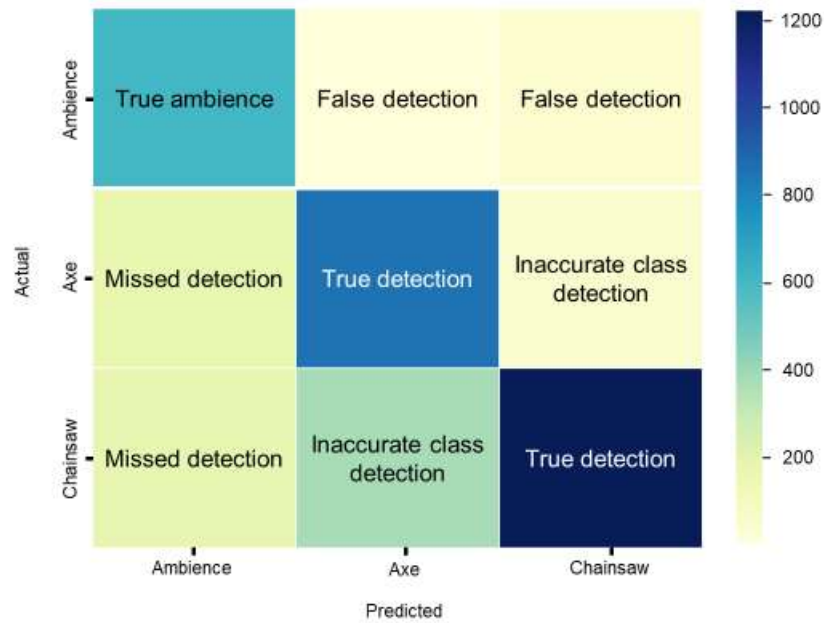 Actual
Ambience
True ambience
False detection
False detection
Axe
Missed detection
True detection
Inaccurate class
detection
Chainsaw
Missed detection
Inaccurate class
detection
True detection
Ambience
Axe
Chainsaw
Predicted
1200
1000
800
600
400
200